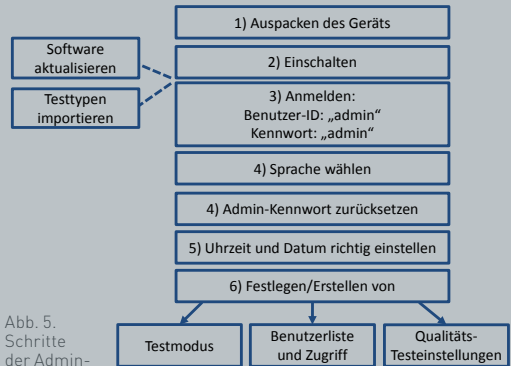 1) Auspacken des Geräts
Software
aktualisieren
2) Einschalten
Testtypen
importieren
3) Anmelden:
Benutzer-ID: „admin“
Kennwort: „admin“
4) Sprache wählen
4) Admin-Kennwort zurücksetzen
5) Uhrzeit und Datum richtig einstellen
6) Festlegen/Erstellen von
Abb. 5.
Schritte
der Admin-
Testmodus
Benutzerliste
und Zugriff
Qualitäts-
Testeinstellungen